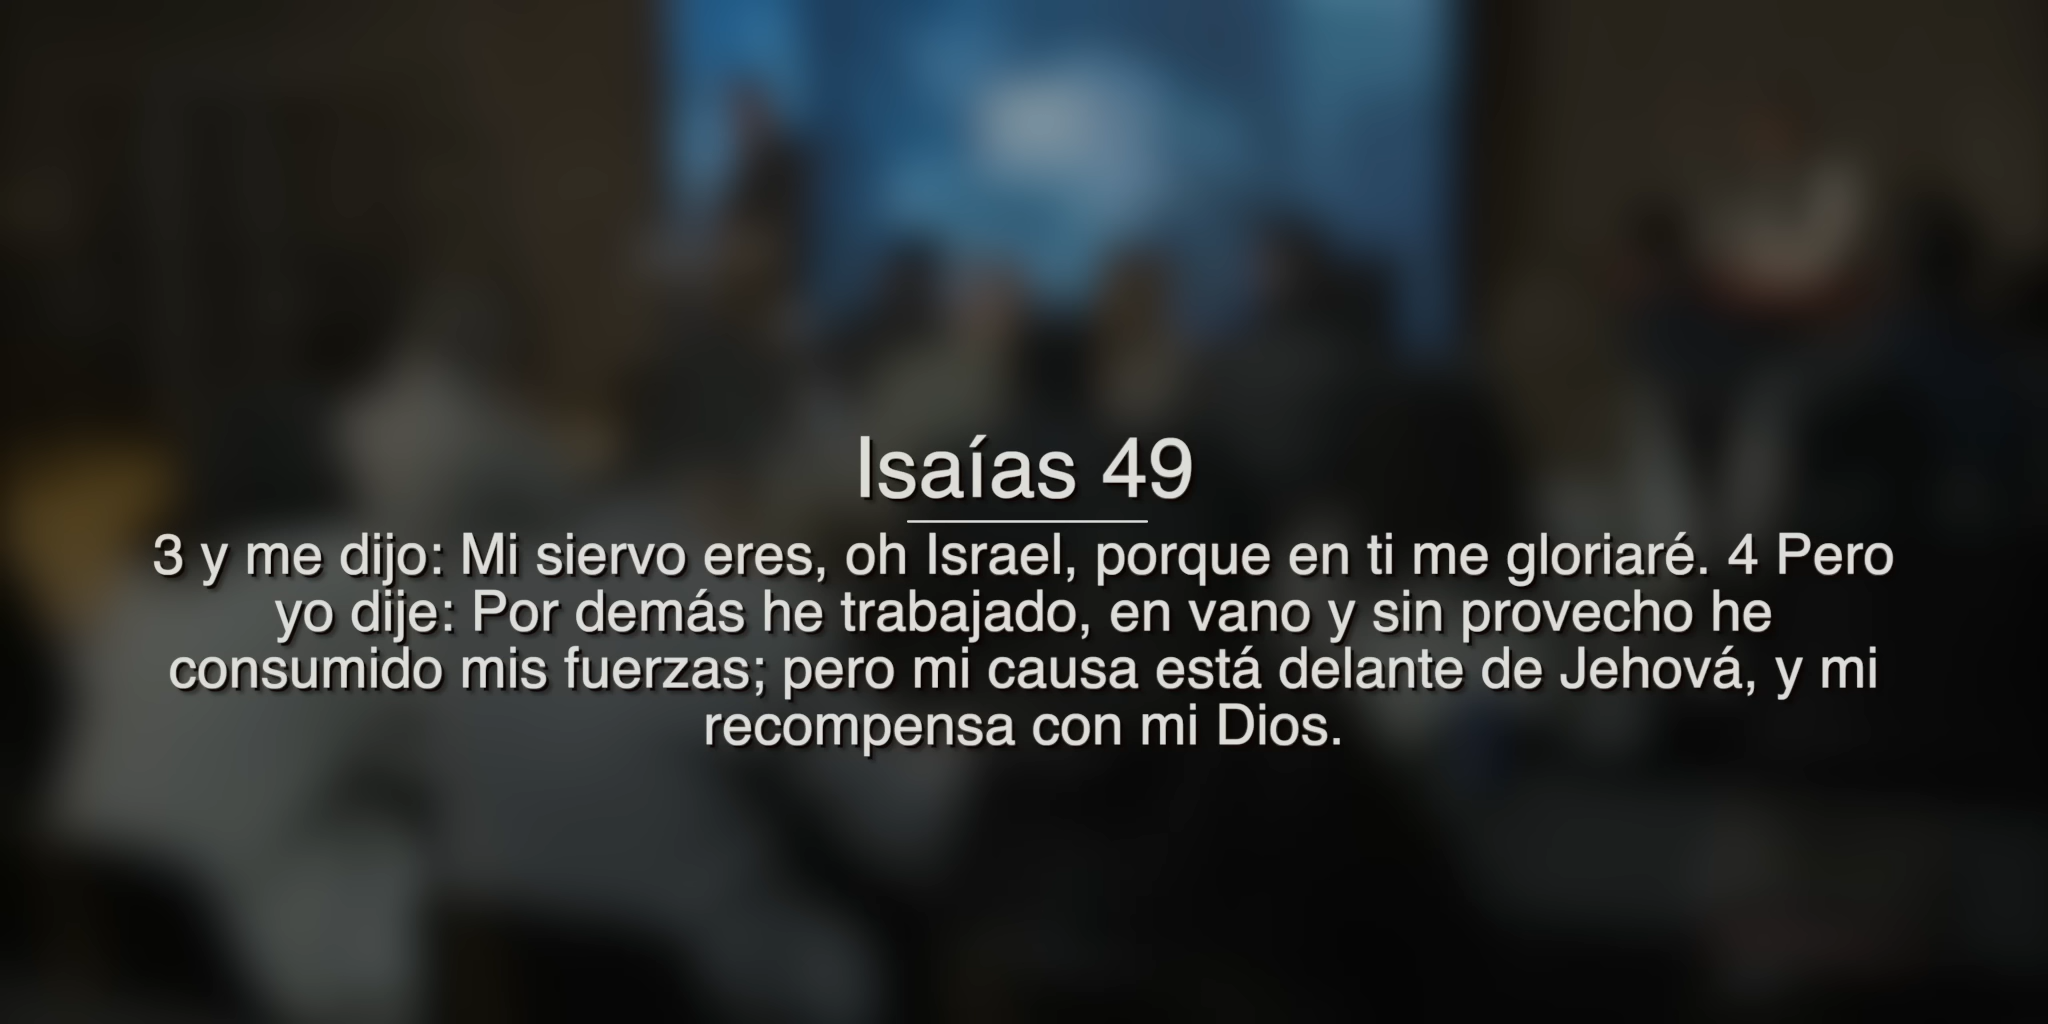 Isaías 49
3 y me dijo: Mi siervo eres, oh Israel, porque en ti me gloriaré. 4 Pero
yo dije: Por demás he trabajado, en vano y sin provecho he
consumido mis fuerzas; pero mi causa está delante de Jehová, y mi
recompensa con mi Dios.